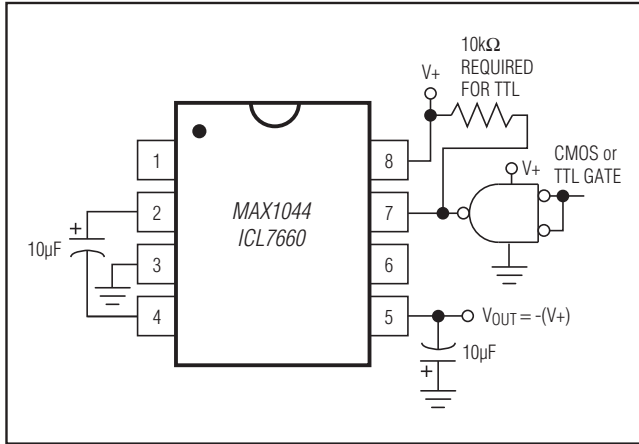 10kΩ
REQUIRED
FOR TTL
V+
CMOS or
TTL GATE
V+
1
2
3
4
8
7
6
5
MAX1044
ICL7660
+
10µF
VOUT = -(V+)
10µF
+